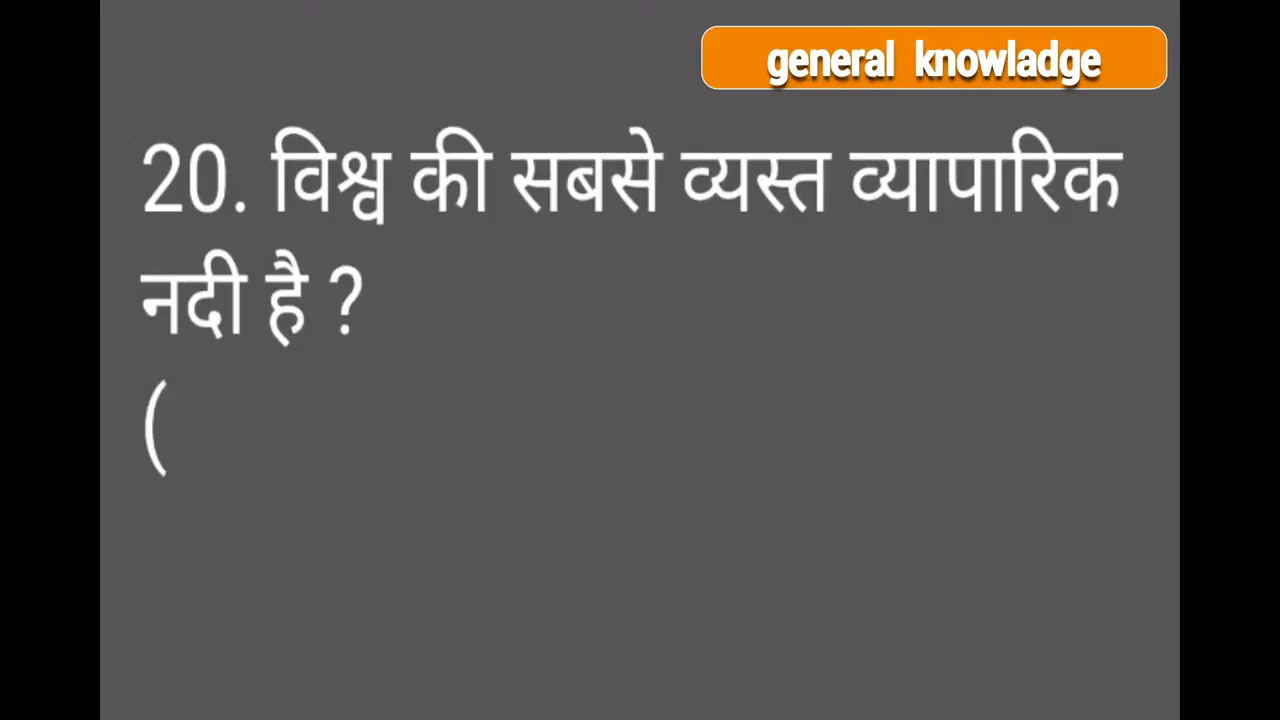 general knowladge
20. विश्व की सबसे व्यस्त व्यापारिक
नदी है ?
(